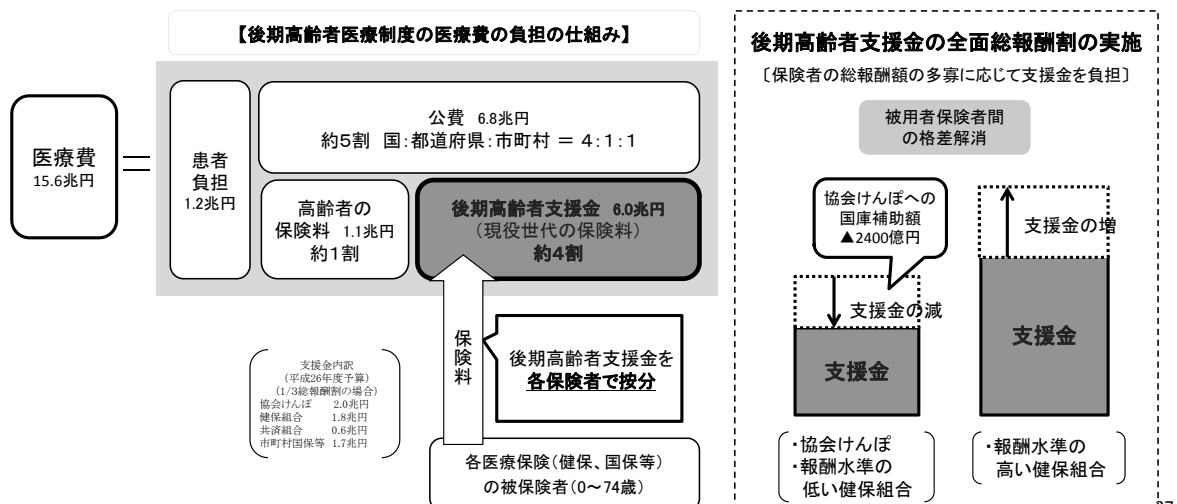 【後期高齢者医療制度の医療費の負担の仕組み】
医療費
15.6兆円
患者
負担
1.2兆円
公費 6.8兆円
約5割 国：都道府県：市町村 ＝ 4：1：1
高齢者の
保険料 1.1兆円
約1割
後期高齢者支援金 6.0兆円
(現役世代の保険料)
約4割
保険料
後期高齢者支援金を
各保険者で按分
支援金内訳
(平成26年度予算)
(1/3総報酬割の場合)
協会けんぽ 2.0兆円
健保組合 1.8兆円
共済組合 0.6兆円
市町村国保等 1.7兆円
各医療保険（健保、国保等）
の被保険者（0～74歳）
後期高齢者支援金の全面総報酬割の実施
〔保険者の総報酬額の多寡に応じて支援金を負担〕
被用者保険者間
の格差解消
協会けんぽへの
国庫補助額
▲2400億円
支援金の減
支援金
・協会けんぽ
・報酬水準の
低い健保組合
支援金の増
支援金
・報酬水準の
高い健保組合